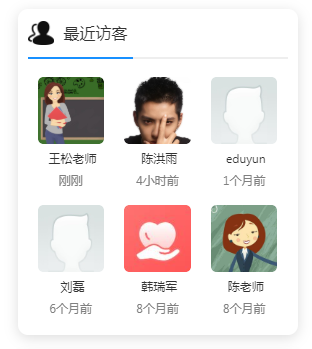 最近访客
王松老师
刚刚
陈洪雨
4小时前
eduyun
1个月前
刘磊
6个月前
韩瑞军
8个月前
陈老师
8个月前